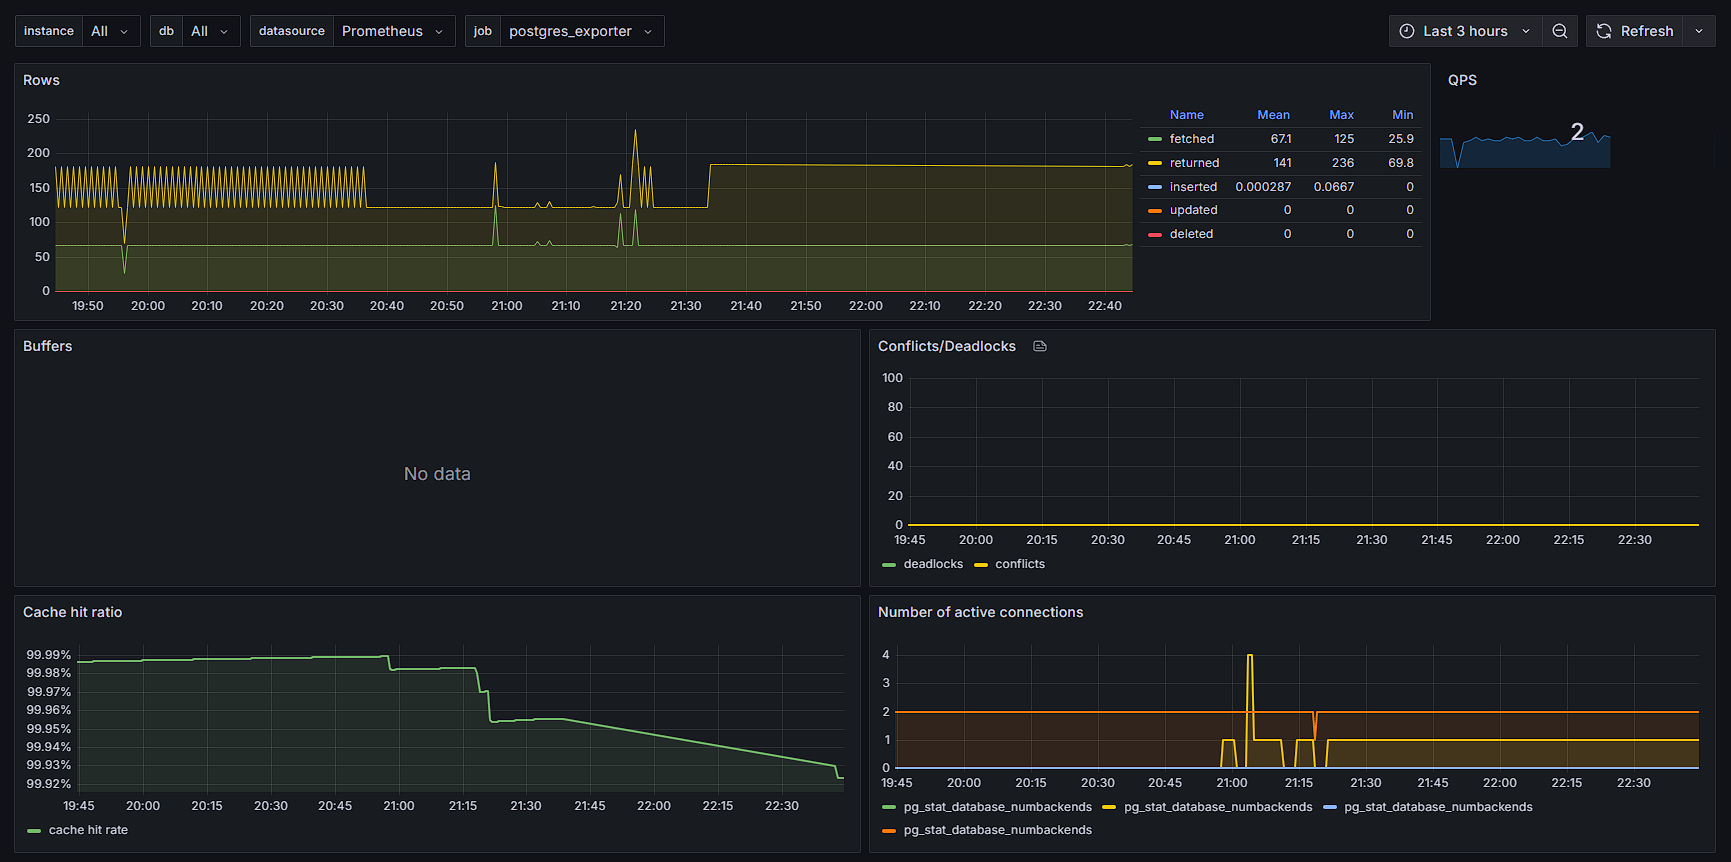 instance All db All datasource Prometheus job postgres_exporter Last 3 hours Refresh
Rows
250
200
150
100
50
0
19:50 20:00 20:10 20:20 20:30 20:40 20:50 21:00 21:10 21:20 21:30 21:40 21:50 22:00 22:10 22:20 22:30 22:40
Name Mean Max Min
fetched 67.1 125 25.9
returned 141 236 69.8
inserted 0.000287 0.0667 0
updated 0 0 0
deleted 0 0 0
QPS
2
Buffers
No data
Conflicts/Deadlocks
100
80
60
40
20
0
19:45 20:00 20:15 20:30 20:45 21:00 21:15 21:30 21:45 22:00 22:15 22:30
deadlocks conflicts
Cache hit ratio
99.99%
99.98%
99.97%
99.96%
99.95%
99.94%
99.93%
99.92%
19:45 20:00 20:15 20:30 20:45 21:00 21:15 21:30 21:45 22:00 22:15 22:30
cache hit rate
Number of active connections
4
3
2
1
0
19:45 20:00 20:15 20:30 20:45 21:00 21:15 21:30 21:45 22:00 22:15 22:30
pg_stat_database_numbackends pg_stat_database_numbackends pg_stat_database_numbackends
pg_stat_database_numbackends